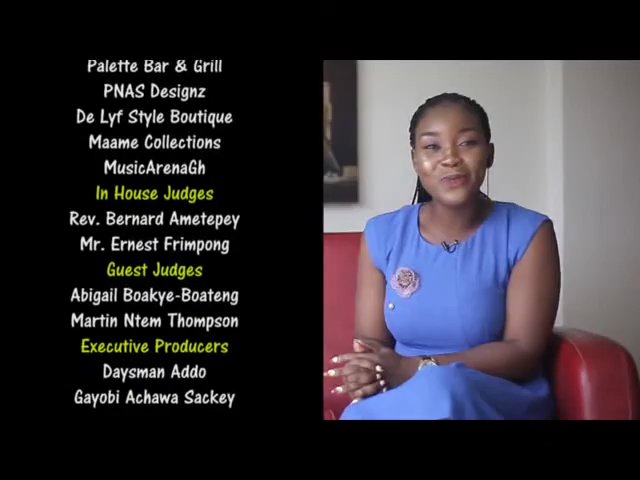 Palette Bar & Grill
PNAS Designz
De Lyf Style Boutique
Maame Collections
MusicArenaGh
In House Judges
Rev. Bernard Ametepey
Mr. Ernest Frimpong
Guest Judges
Abigail Boakye-Boateng
Martin Ntem Thompson
Executive Producers
Daysman Addo
Gayobi Achawa Sackey